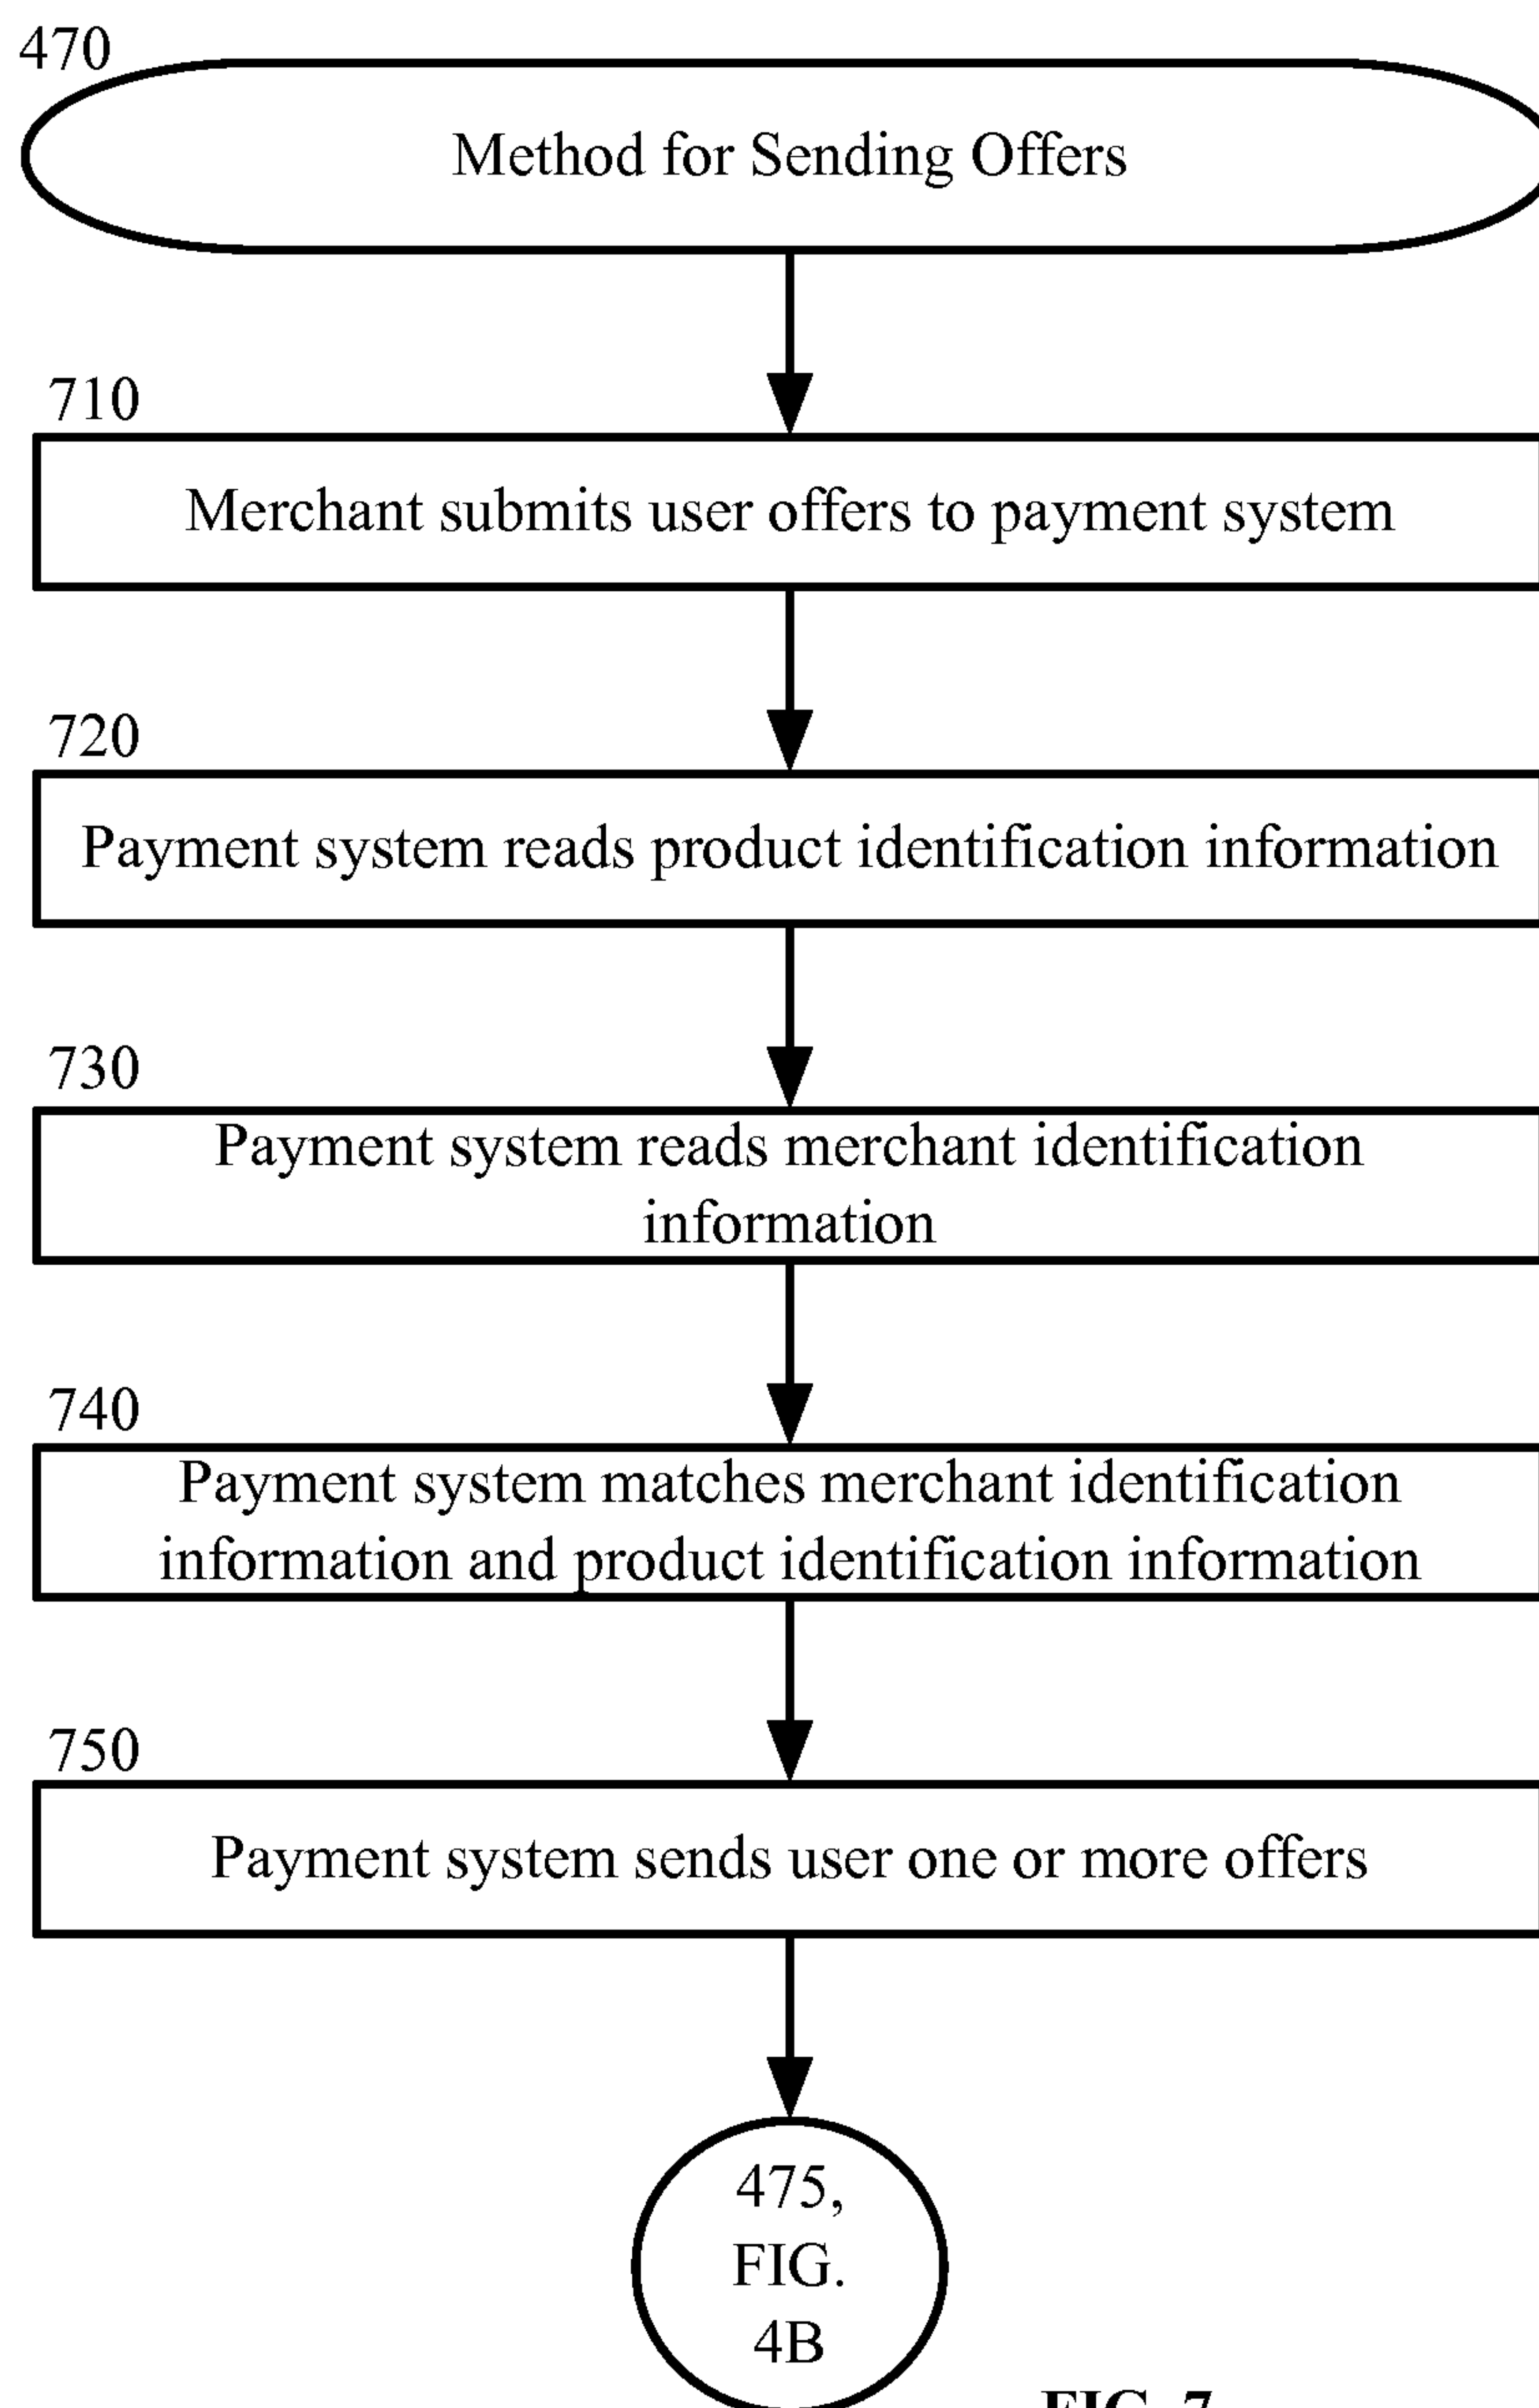 470
Method for Sending Offers
710
Merchant submits user offers to payment system
720
Payment system reads product identification information
730
Payment system reads merchant identification
information
740
Payment system matches merchant identification
information and product identification information
750
Payment system sends user one or more offers
475,
FIG.
4B
FIG. 7